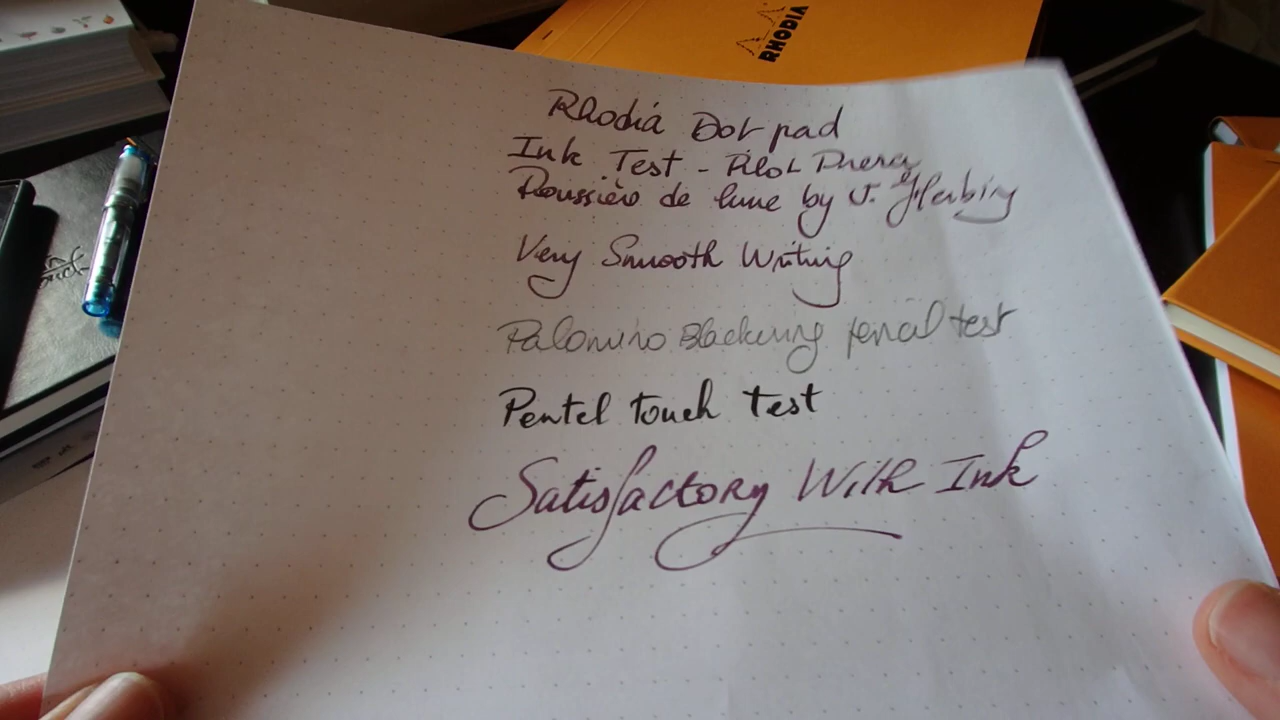 RHODIA
Rhodia Dot pad
Ink Test - Pilot Prera
Poussière de lune by J. Herbin
Very Smooth Writing
Palomino Blackwing pencil test
Pentel touch test
Satisfactory With Ink